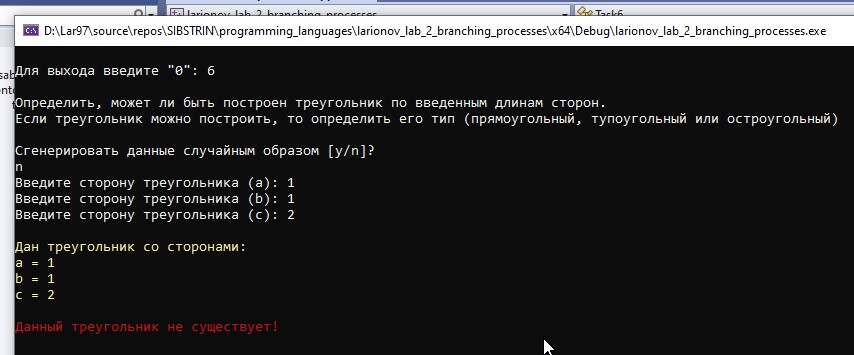 larionov_lab_2_branching_processes
Task6
D:\Lar97\source\repos\SIBSTRIN\programming_languages\larionov_lab_2_branching_processes\x64\Debug\larionov_lab_2_branching_processes.exe
Для выхода введите "0": 6
Определить, может ли быть построен треугольник по введенным длинам сторон.
Если треугольник можно построить, то определить его тип (прямоугольный, тупоугольный или остроугольный)
Сгенерировать данные случайным образом [y/n]?
n
Введите сторону треугольника (a): 1
Введите сторону треугольника (b): 1
Введите сторону треугольника (c): 2
Дан треугольник со сторонами:
a = 1
b = 1
c = 2
Данный треугольник не существует!